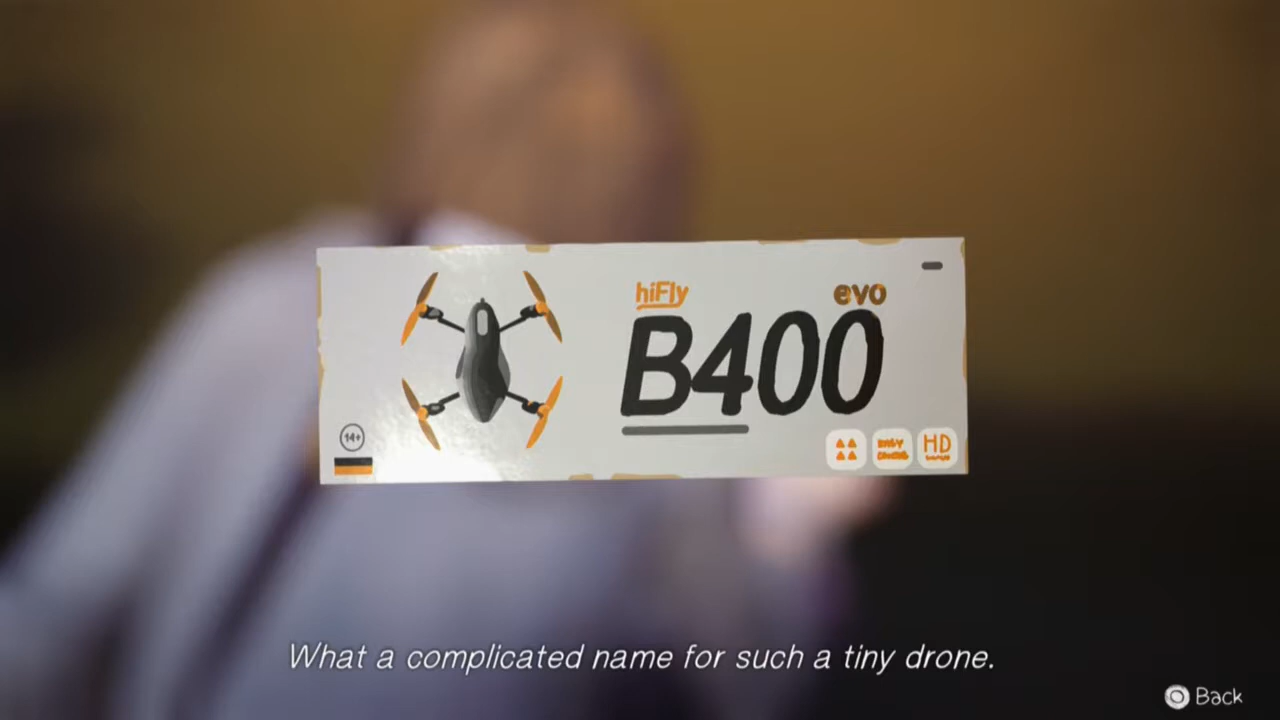 hiFly
evo
B400
14+
HD
What a complicated name for such a tiny drone.
Back